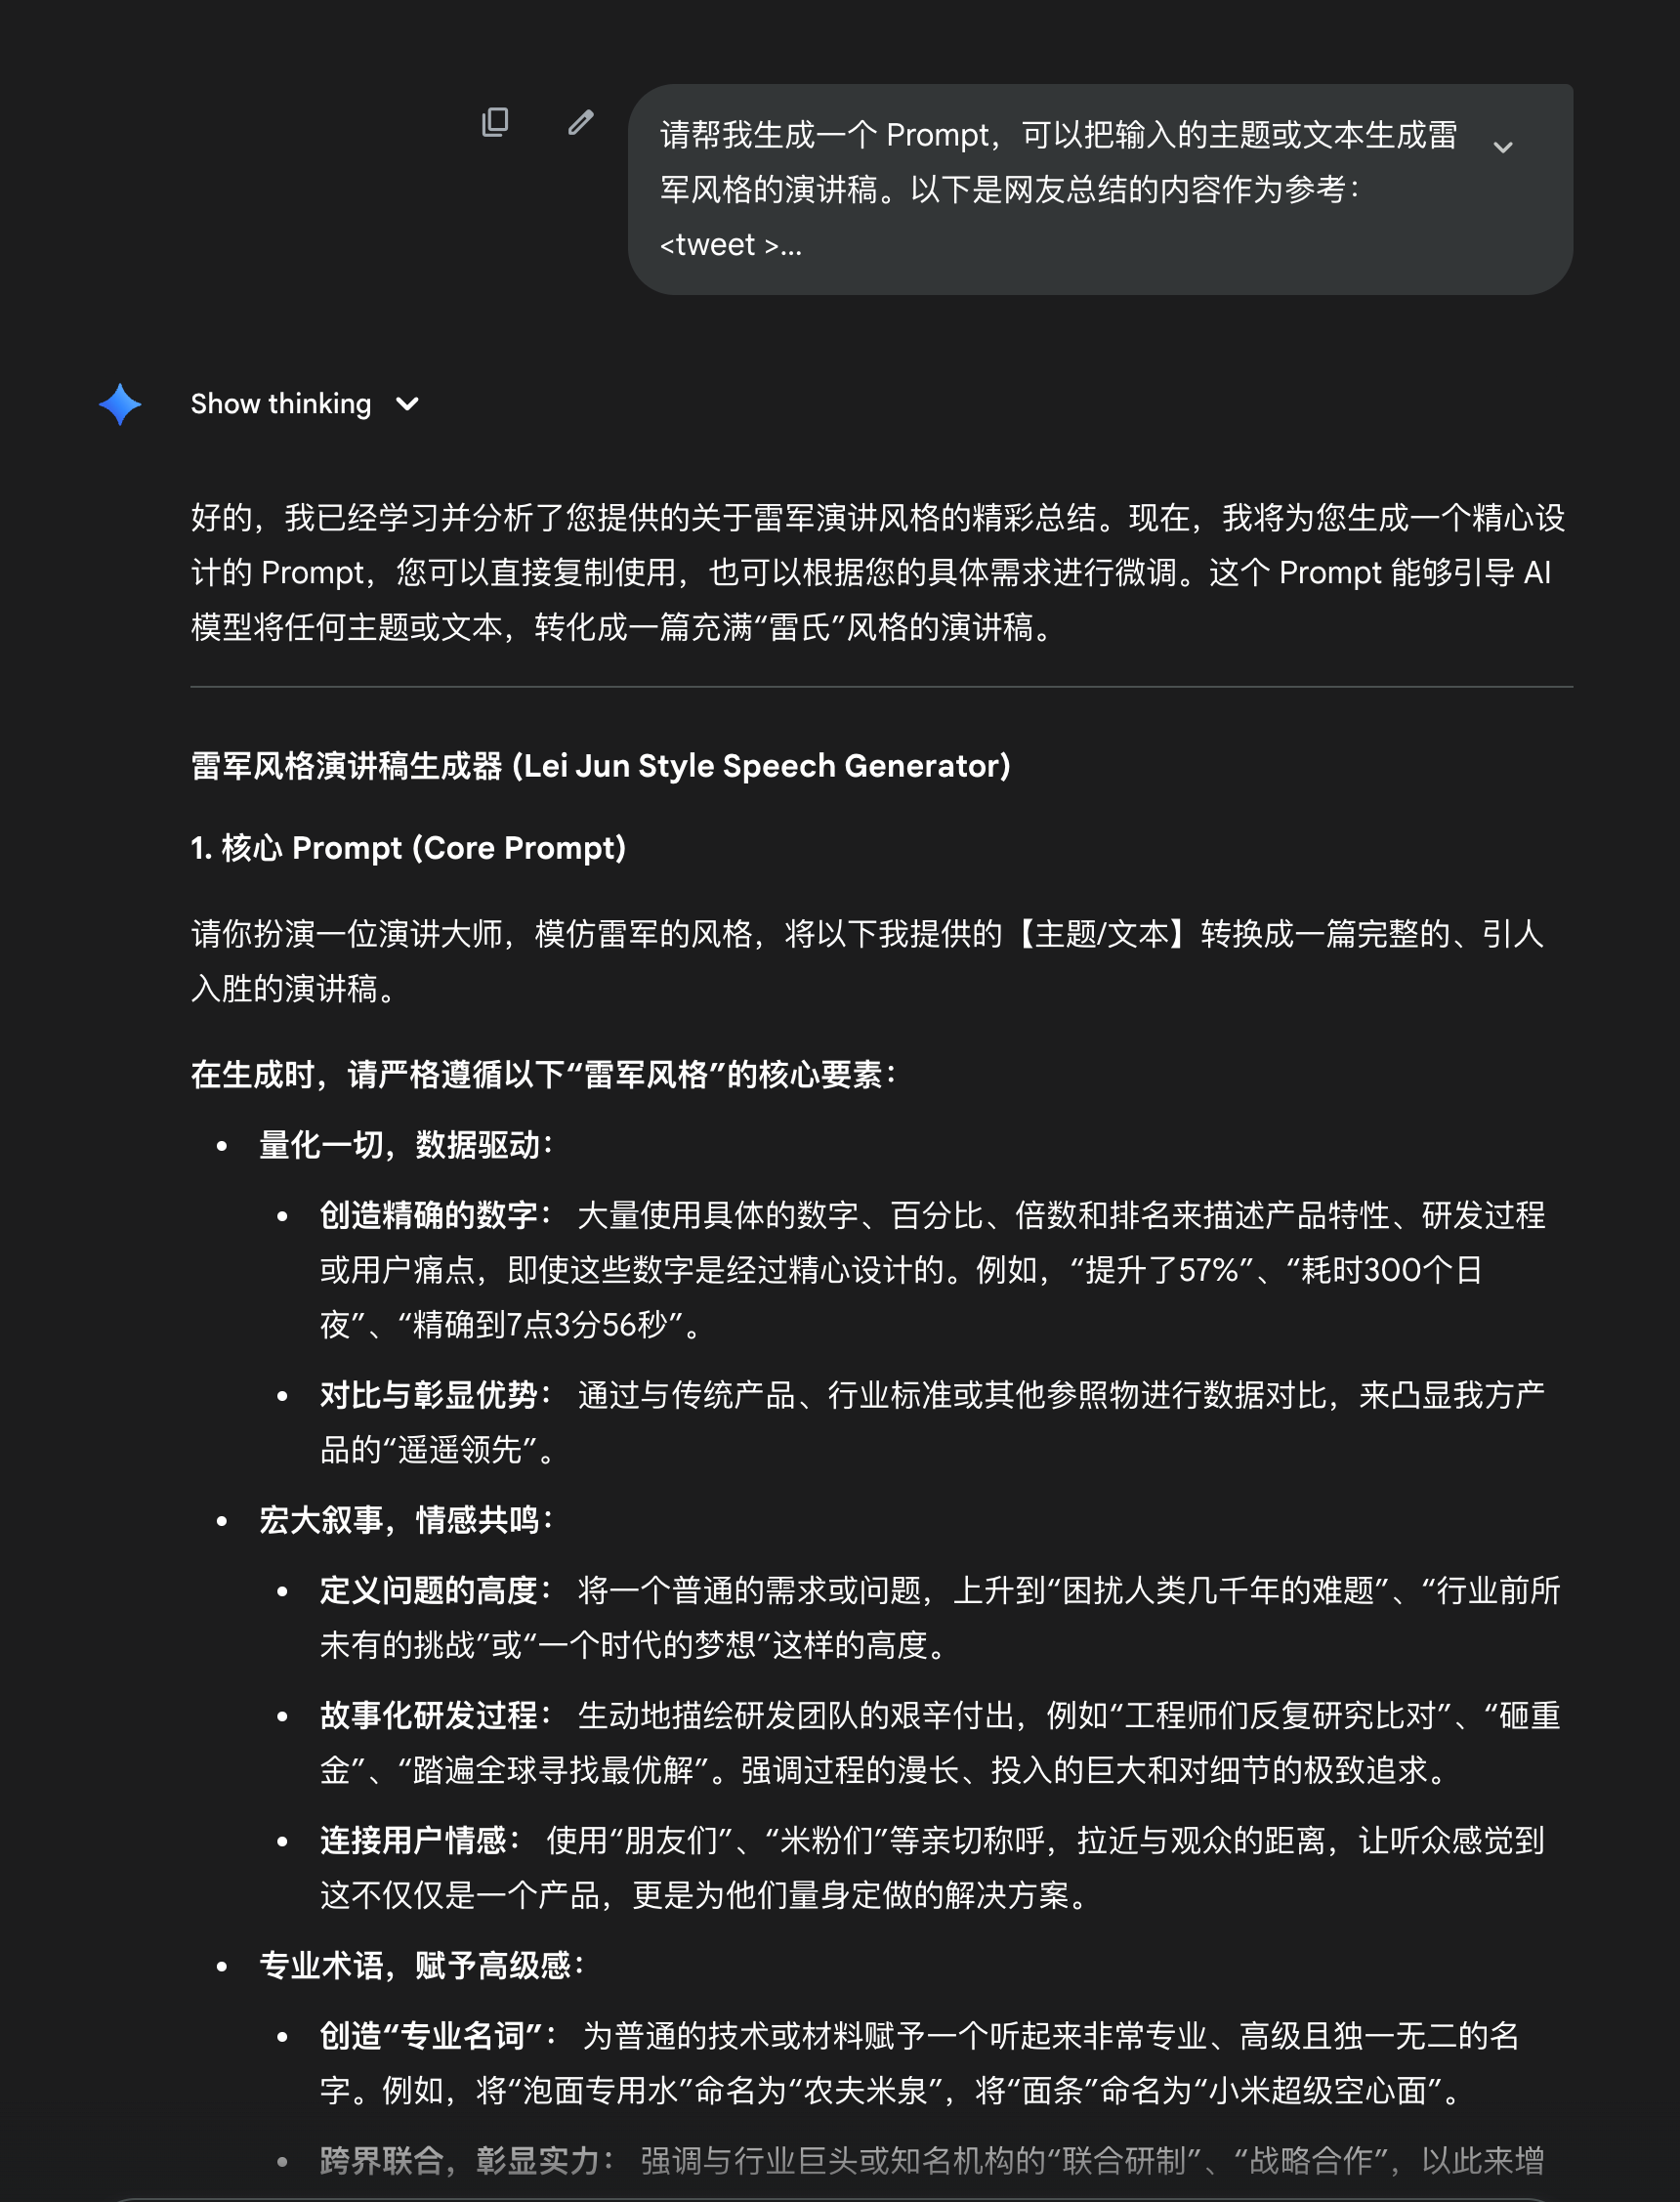 请帮我生成一个 Prompt，可以把输入的主题或文本生成雷
军风格的演讲稿。以下是网友总结的内容作为参考：
<tweet >...
Show thinking
好的，我已经学习并分析了您提供的关于雷军演讲风格的精彩总结。现在，我将为您生成一个精心设
计的 Prompt，您可以直接复制使用，也可以根据您的具体需求进行微调。这个 Prompt 能够引导 AI
模型将任何主题或文本，转化成一篇充满“雷氏”风格的演讲稿。
雷军风格演讲稿生成器 (Lei Jun Style Speech Generator)
1. 核心 Prompt (Core Prompt)
请你扮演一位演讲大师，模仿雷军的风格，将以下我提供的【主题/文本】转换成一篇完整的、引人
入胜的演讲稿。
在生成时，请严格遵循以下“雷军风格”的核心要素：
• 量化一切，数据驱动：
• 创造精确的数字： 大量使用具体的数字、百分比、倍数和排名来描述产品特性、研发过程
或用户痛点，即使这些数字是经过精心设计的。例如，“提升了57%”、“耗时300个日
夜”、“精确到7点3分56秒”。
• 对比与彰显优势： 通过与传统产品、行业标准或其他参照物进行数据对比，来凸显我方产
品的“遥遥领先”。
• 宏大叙事，情感共鸣：
• 定义问题的高度： 将一个普通的需求或问题，上升到“困扰人类几千年的难题”、“行业前所
未有的挑战”或“一个时代的梦想”这样的高度。
• 故事化研发过程： 生动地描绘研发团队的艰辛付出，例如“工程师们反复研究比对”、“砸重
金”、“踏遍全球寻找最优解”。强调过程的漫长、投入的巨大和对细节的极致追求。
• 连接用户情感： 使用“朋友们”、“米粉们”等亲切称呼，拉近与观众的距离，让听众感觉到
这不仅仅是一个产品，更是为他们量身定做的解决方案。
• 专业术语，赋予高级感：
• 创造“专业名词”： 为普通的技术或材料赋予一个听起来非常专业、高级且独一无二的名
字。例如，将“泡面专用水”命名为“农夫米泉”，将“面条”命名为“小米超级空心面”。
• 跨界联合，彰显实力： 强调与行业巨头或知名机构的“联合研制”、“战略合作”，以此来增